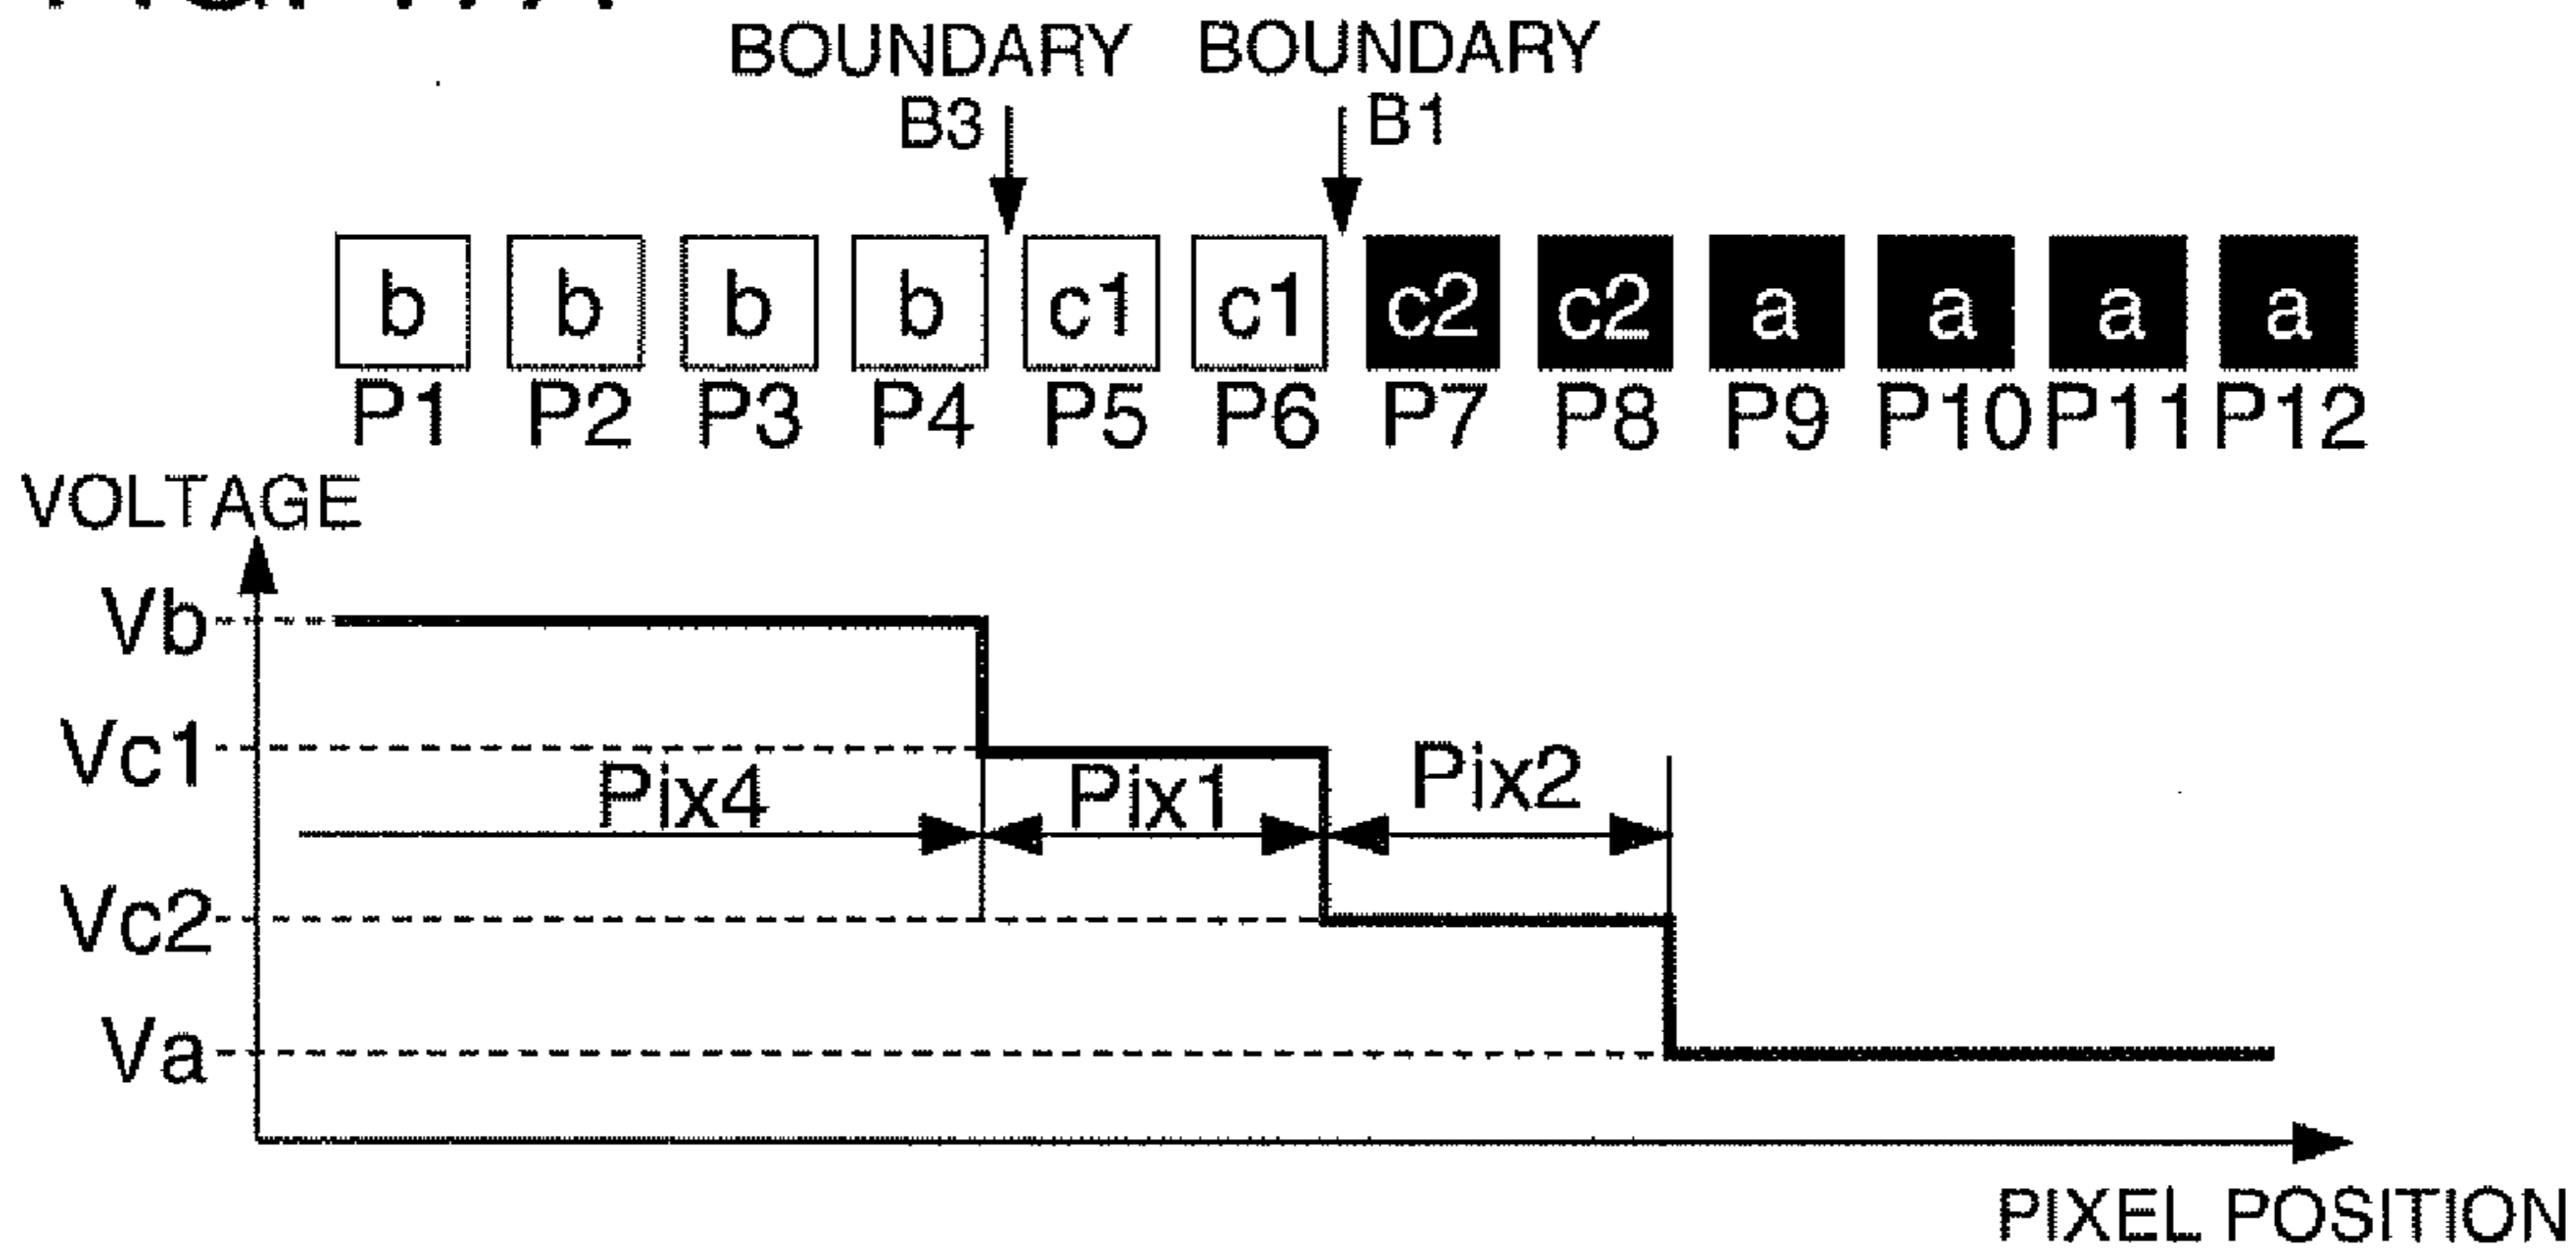 BOUNDARY BOUNDARY
B3 B1
b b b b c1 c1 c2 c2 a a a a
P1 P2 P3 P4 P5 P6 P7 P8 P9 P10 P11 P12
VOLTAGE
Vb
Vc1
Pix4 Pix1 Pix2
Vc2
Va
PIXEL POSITION